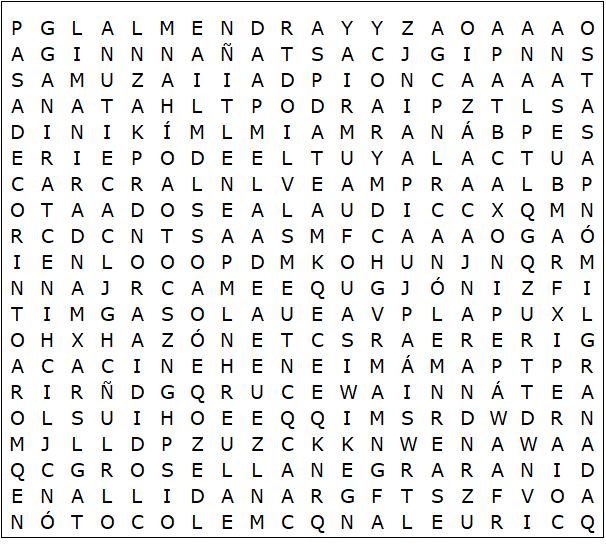 P G L A L M E N D R A Y Y Z A O A A A O
A G I N N N A Ñ A T S A C J G I P N N S
S A M U Z A I I A D P I O N C A A A A T
A N A T A H L T P O D R A I P Z T L S A
D I N I K Í M L M I A M R A N Á B P E S
E R I E P O D E E L T U Y A L A C T U A
C A R C R A L N L V E A M P R A A L B P
O T A A D O S E A L A U D I C C X Q M N
R C D C N T S A A S M F C A A A O G A Ó
I E N L O O O P D M K O H U N J N Q R M
N N A J R C A M E E Q U G J Ó N I Z F I
T I M G A S O L A U E A V P L A P U X L
O H X H A Z Ó N E T C S R A E R E R I G
A C A C I N E H E N E I M Á M A P T P R
R I R Ñ D G Q R U C E W A I N N Á T E A
O L S U I H O E E Q Q I M S R D W D R N
M J L L D P Z U Z C K K N W E N A W A A
Q C G R O S E L L A N E G R A R A N I D
E N A L L I D A N A R G F T S Z F V O A
N Ó T O C O L E M C Q N A L E U R I C Q